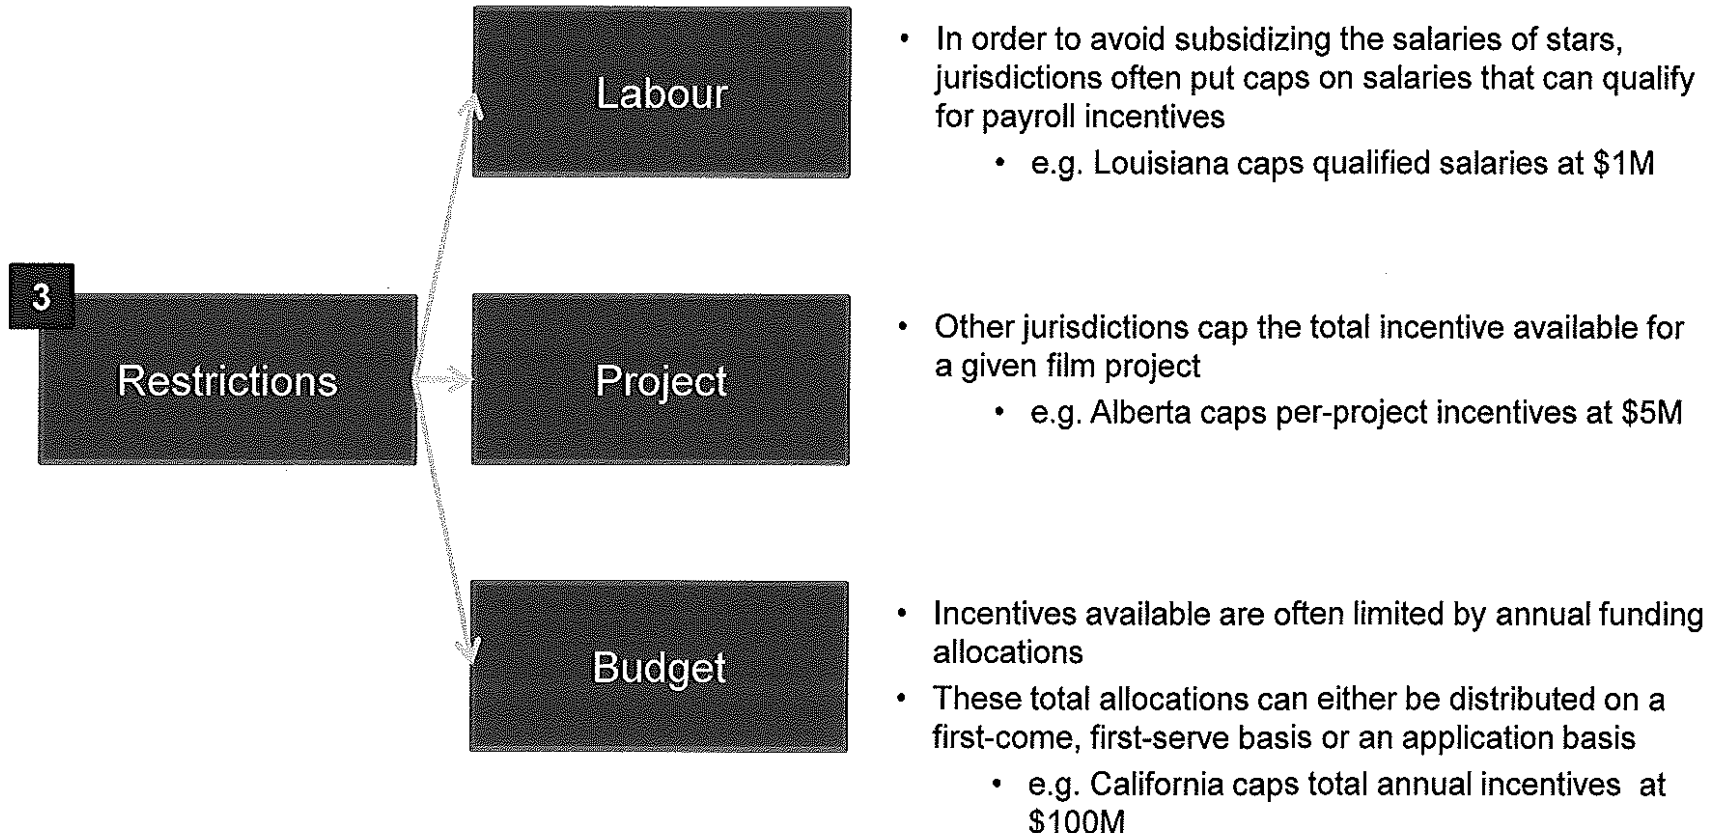 Labour
• In order to avoid subsidizing the salaries of stars,
jurisdictions often put caps on salaries that can qualify
for payroll incentives
• e.g. Louisiana caps qualified salaries at $1M
3
Restrictions
Project
• Other jurisdictions cap the total incentive available for
a given film project
• e.g. Alberta caps per-project incentives at $5M
Budget
• Incentives available are often limited by annual funding
allocations
• These total allocations can either be distributed on a
first-come, first-serve basis or an application basis
• e.g. California caps total annual incentives at
$100M